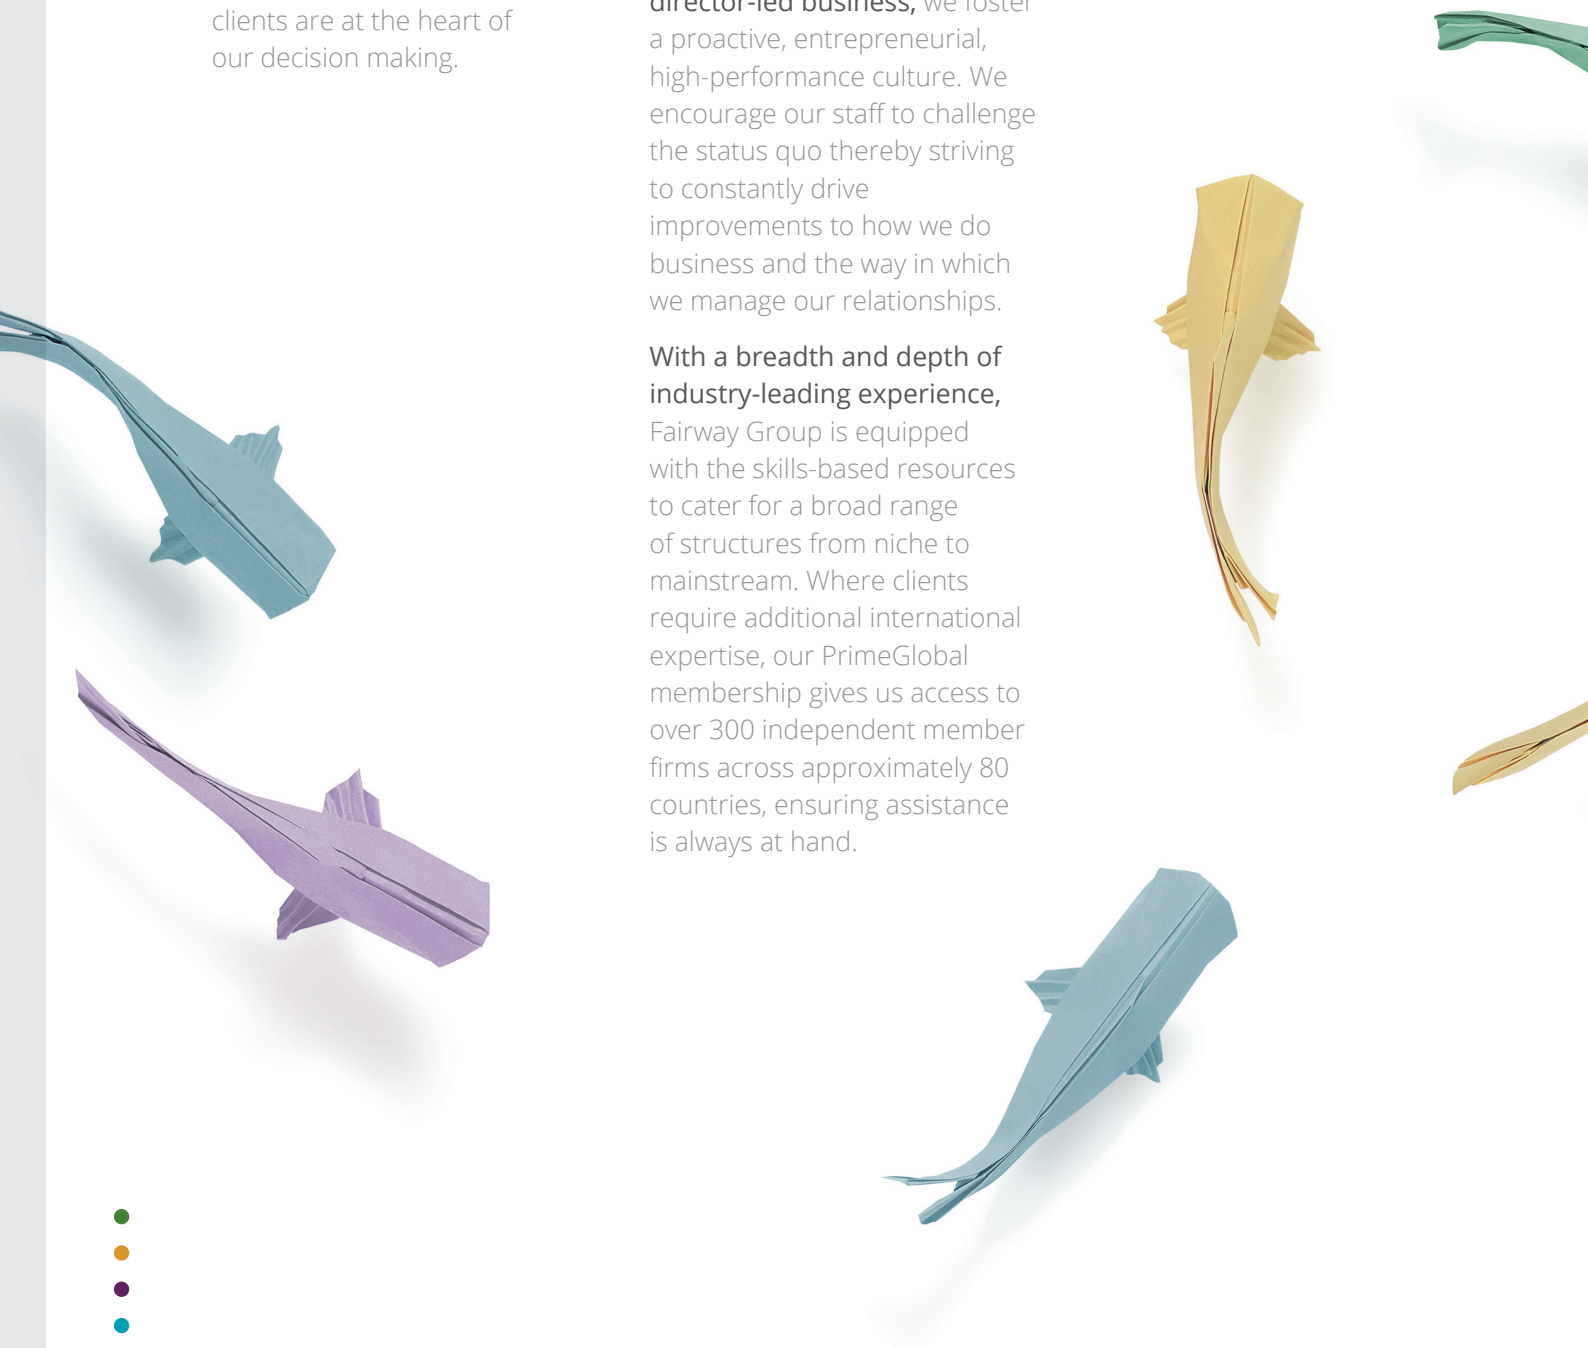 clients are at the heart of
our decision making.
director-led business, we foster
a proactive, entrepreneurial,
high-performance culture. We
encourage our staff to challenge
the status quo thereby striving
to constantly drive
improvements to how we do
business and the way in which
we manage our relationships.
With a breadth and depth of
industry-leading experience,
Fairway Group is equipped
with the skills-based resources
to cater for a broad range
of structures from niche to
mainstream. Where clients
require additional international
expertise, our PrimeGlobal
membership gives us access to
over 300 independent member
firms across approximately 80
countries, ensuring assistance
is always at hand.